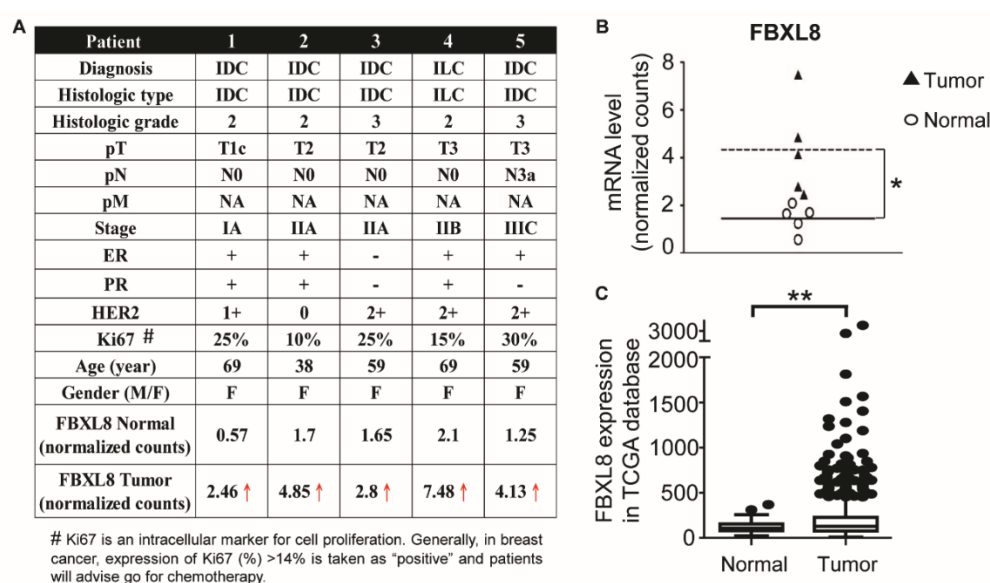 A
Patient 1 2 3 4 5
Diagnosis IDC IDC IDC ILC IDC
Histologic type IDC IDC IDC ILC IDC
Histologic grade 2 2 3 2 3
pT T1c T2 T2 T3 T3
pN N0 N0 N0 N0 N3a
pM NA NA NA NA NA
Stage IA IIA IIA IIB IIIC
ER + + - + +
PR + + - + -
HER2 1+ 0 2+ 2+ 2+
Ki67 # 25% 10% 25% 15% 30%
Age (year) 69 38 59 69 59
Gender (M/F) F F F F F
FBXL8 Normal
(normalized counts) 0.57 1.7 1.65 2.1 1.25
FBXL8 Tumor
(normalized counts) 2.46 ↑ 4.85 ↑ 2.8 ↑ 7.48 ↑ 4.13 ↑
# Ki67 is an intracellular marker for cell proliferation. Generally, in breast
cancer, expression of Ki67 (%) >14% is taken as “positive” and patients
will advise go for chemotherapy.
B
FBXL8
mRNA level
(normalized counts)
8
6
4
2
0
▲ Tumor
○ Normal
*
C
**
FBXL8 expression
in TCGA database
3000
2000
1500
1000
500
0
Normal Tumor